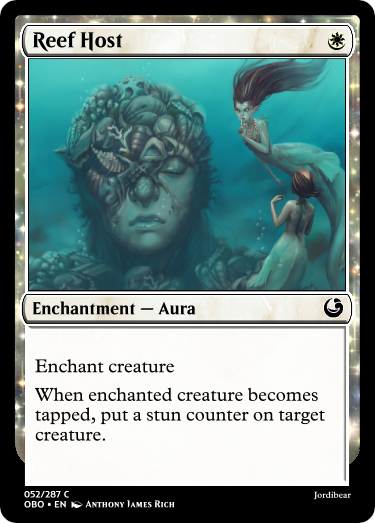 Reef Host
Enchantment — Aura
Enchant creature
When enchanted creature becomes
tapped, put a stun counter on target
creature.
052/287 C
OBO • EN Anthony James Rich
Jordibear